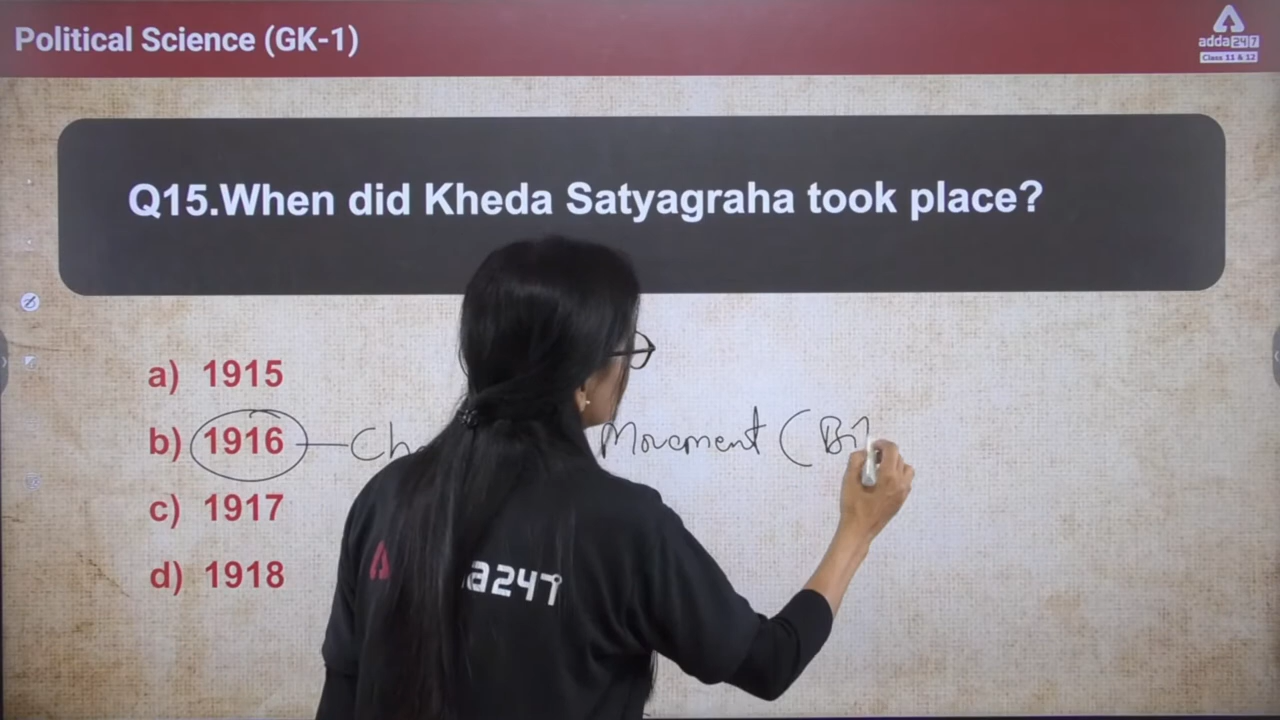 Political Science (GK-1)
adda247
Class 11 & 12
Q15.When did Kheda Satyagraha took place?
a) 1915
b) 1916 — Movement (
c) 1917
d) 1918
a247